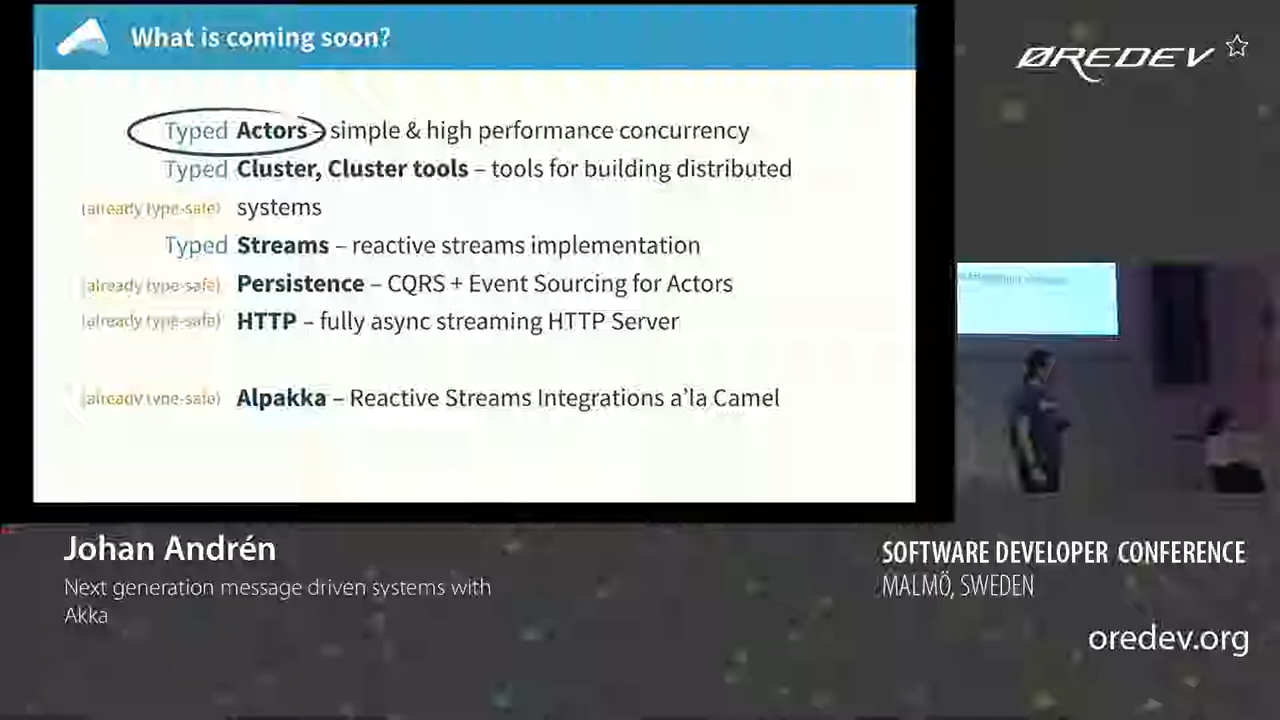 What is coming soon?
ØREDEV
Typed Actors – simple & high performance concurrency
Typed Cluster, Cluster tools – tools for building distributed
(already type-safe) systems
Typed Streams – reactive streams implementation
(already type-safe) Persistence – CQRS + Event Sourcing for Actors
(already type-safe) HTTP – fully async streaming HTTP Server
(already type-safe) Alpakka – Reactive Streams Integrations a’la Camel
Johan Andrén
Next generation message driven systems with
Akka
SOFTWARE DEVELOPER CONFERENCE
MALMÖ, SWEDEN
oredev.org